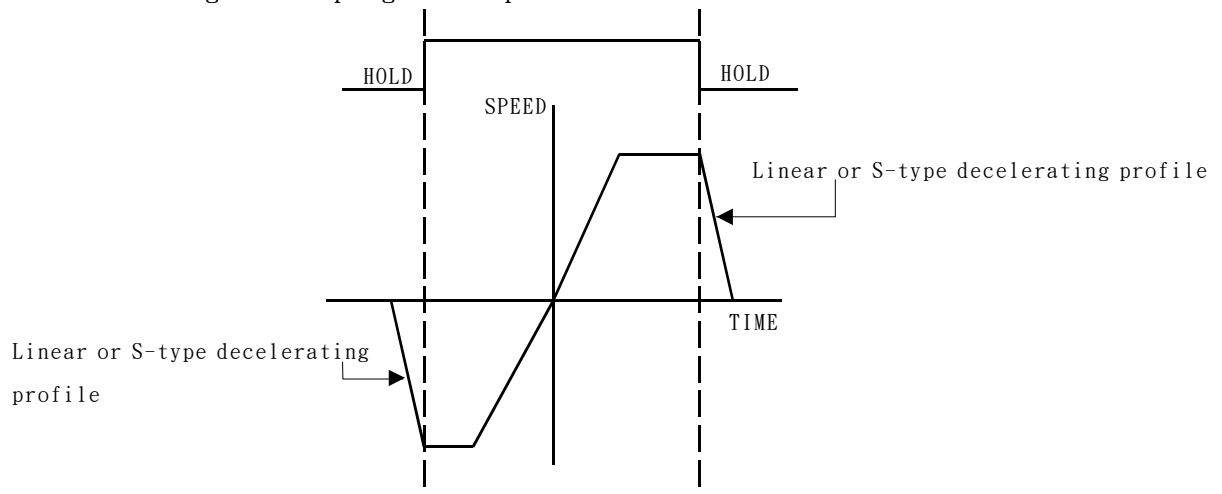 HOLD
HOLD
SPEED
Linear or S-type decelerating profile
TIME
Linear or S-type decelerating
profile